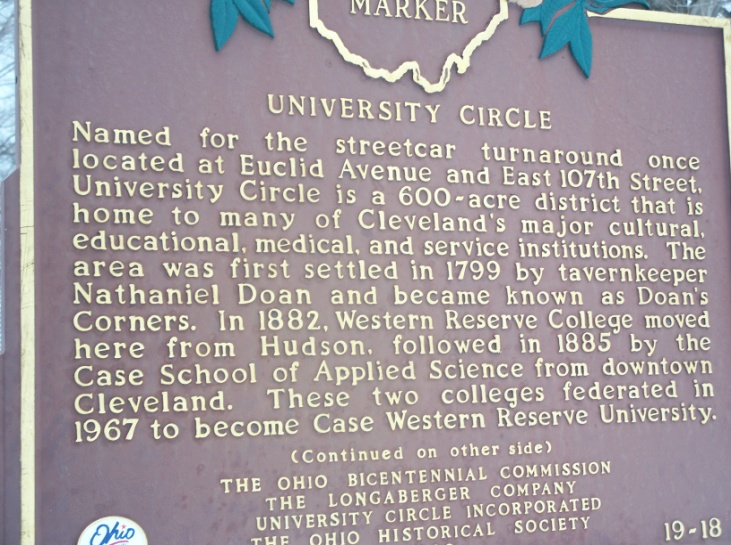 MARKER
UNIVERSITY CIRCLE
Named for the streetcar turnaround once
located at Euclid Avenue and East 107th Street,
University Circle is a 600-acre district that is
home to many of Cleveland's major cultural,
educational, medical, and service institutions. The
area was first settled in 1799 by tavernkeeper
Nathaniel Doan and became known as Doan's
Corners. In 1882, Western Reserve College moved
here from Hudson, followed in 1885 by the
Case School of Applied Science from downtown
Cleveland. These two colleges federated in
1967 to become Case Western Reserve University.
(Continued on other side)
THE OHIO BICENTENNIAL COMMISSION
THE LONGABERGER COMPANY
UNIVERSITY CIRCLE INCORPORATED
THE OHIO HISTORICAL SOCIETY
19-18
Ohio